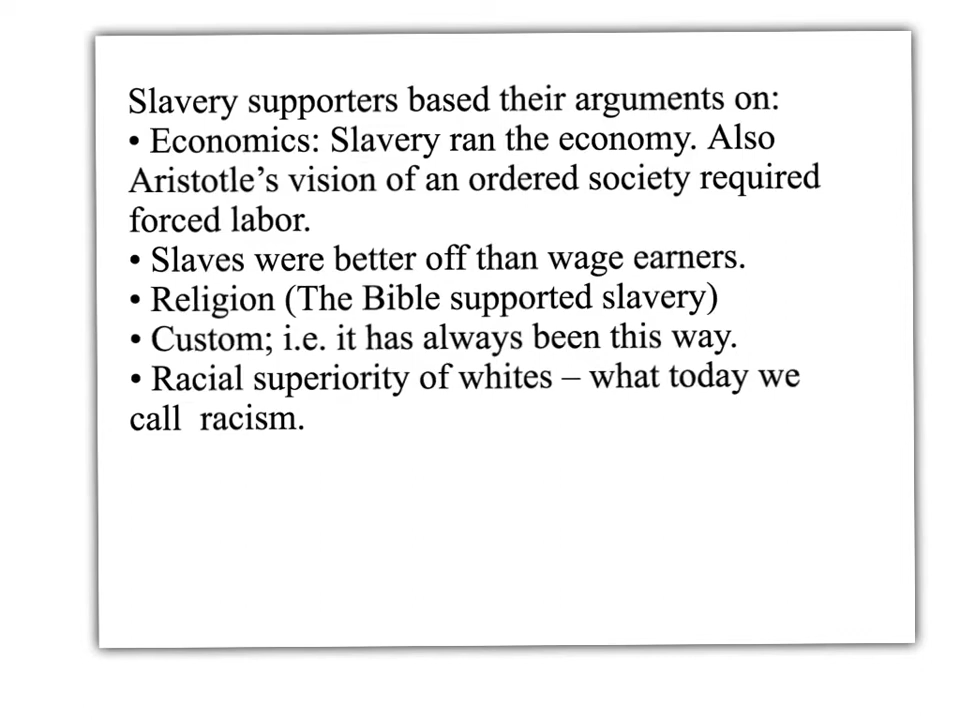 Slavery supporters based their arguments on:
• Economics: Slavery ran the economy. Also
Aristotle’s vision of an ordered society required
forced labor.
• Slaves were better off than wage earners.
• Religion (The Bible supported slavery)
• Custom; i.e. it has always been this way.
• Racial superiority of whites – what today we
call  racism.